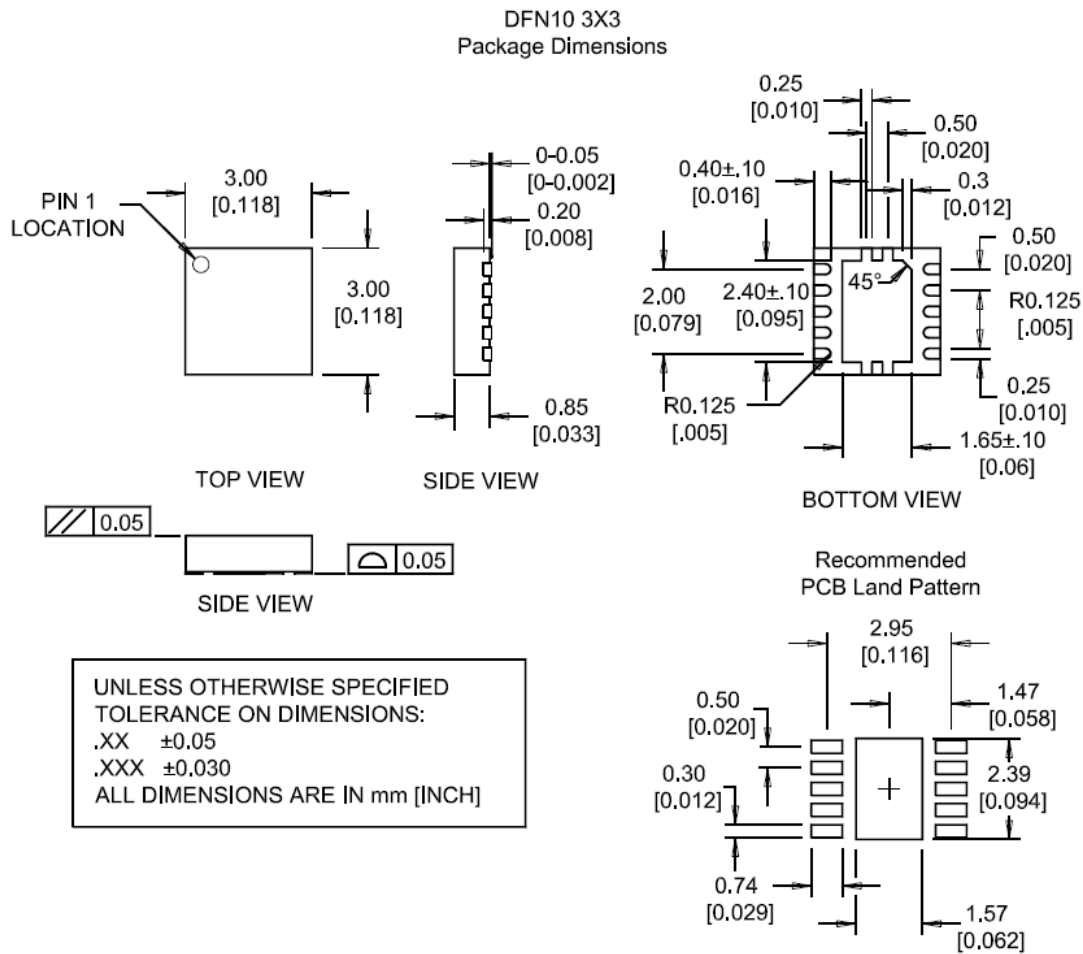 DFN10 3X3
Package Dimensions
0.25
[0.010]
0.50
[0.020]
0-0.05
[0-0.002]
0.40±.10
[0.016]
0.3
[0.012]
3.00
[0.118]
PIN 1
LOCATION
0.20
[0.008]
0.50
[0.020]
45°
3.00
[0.118]
2.00
[0.079]
2.40±.10
[0.095]
R0.125
[.005]
0.85
[0.033]
R0.125
[.005]
0.25
[0.010]
1.65±.10
[0.06]
TOP VIEW
SIDE VIEW
BOTTOM VIEW
0.05
0.05
SIDE VIEW
Recommended
PCB Land Pattern
2.95
[0.116]
UNLESS OTHERWISE SPECIFIED
TOLERANCE ON DIMENSIONS:
.XX ±0.05
.XXX ±0.030
ALL DIMENSIONS ARE IN mm [INCH]
0.50
[0.020]
1.47
[0.058]
0.30
[0.012]
2.39
[0.094]
0.74
[0.029]
1.57
[0.062]